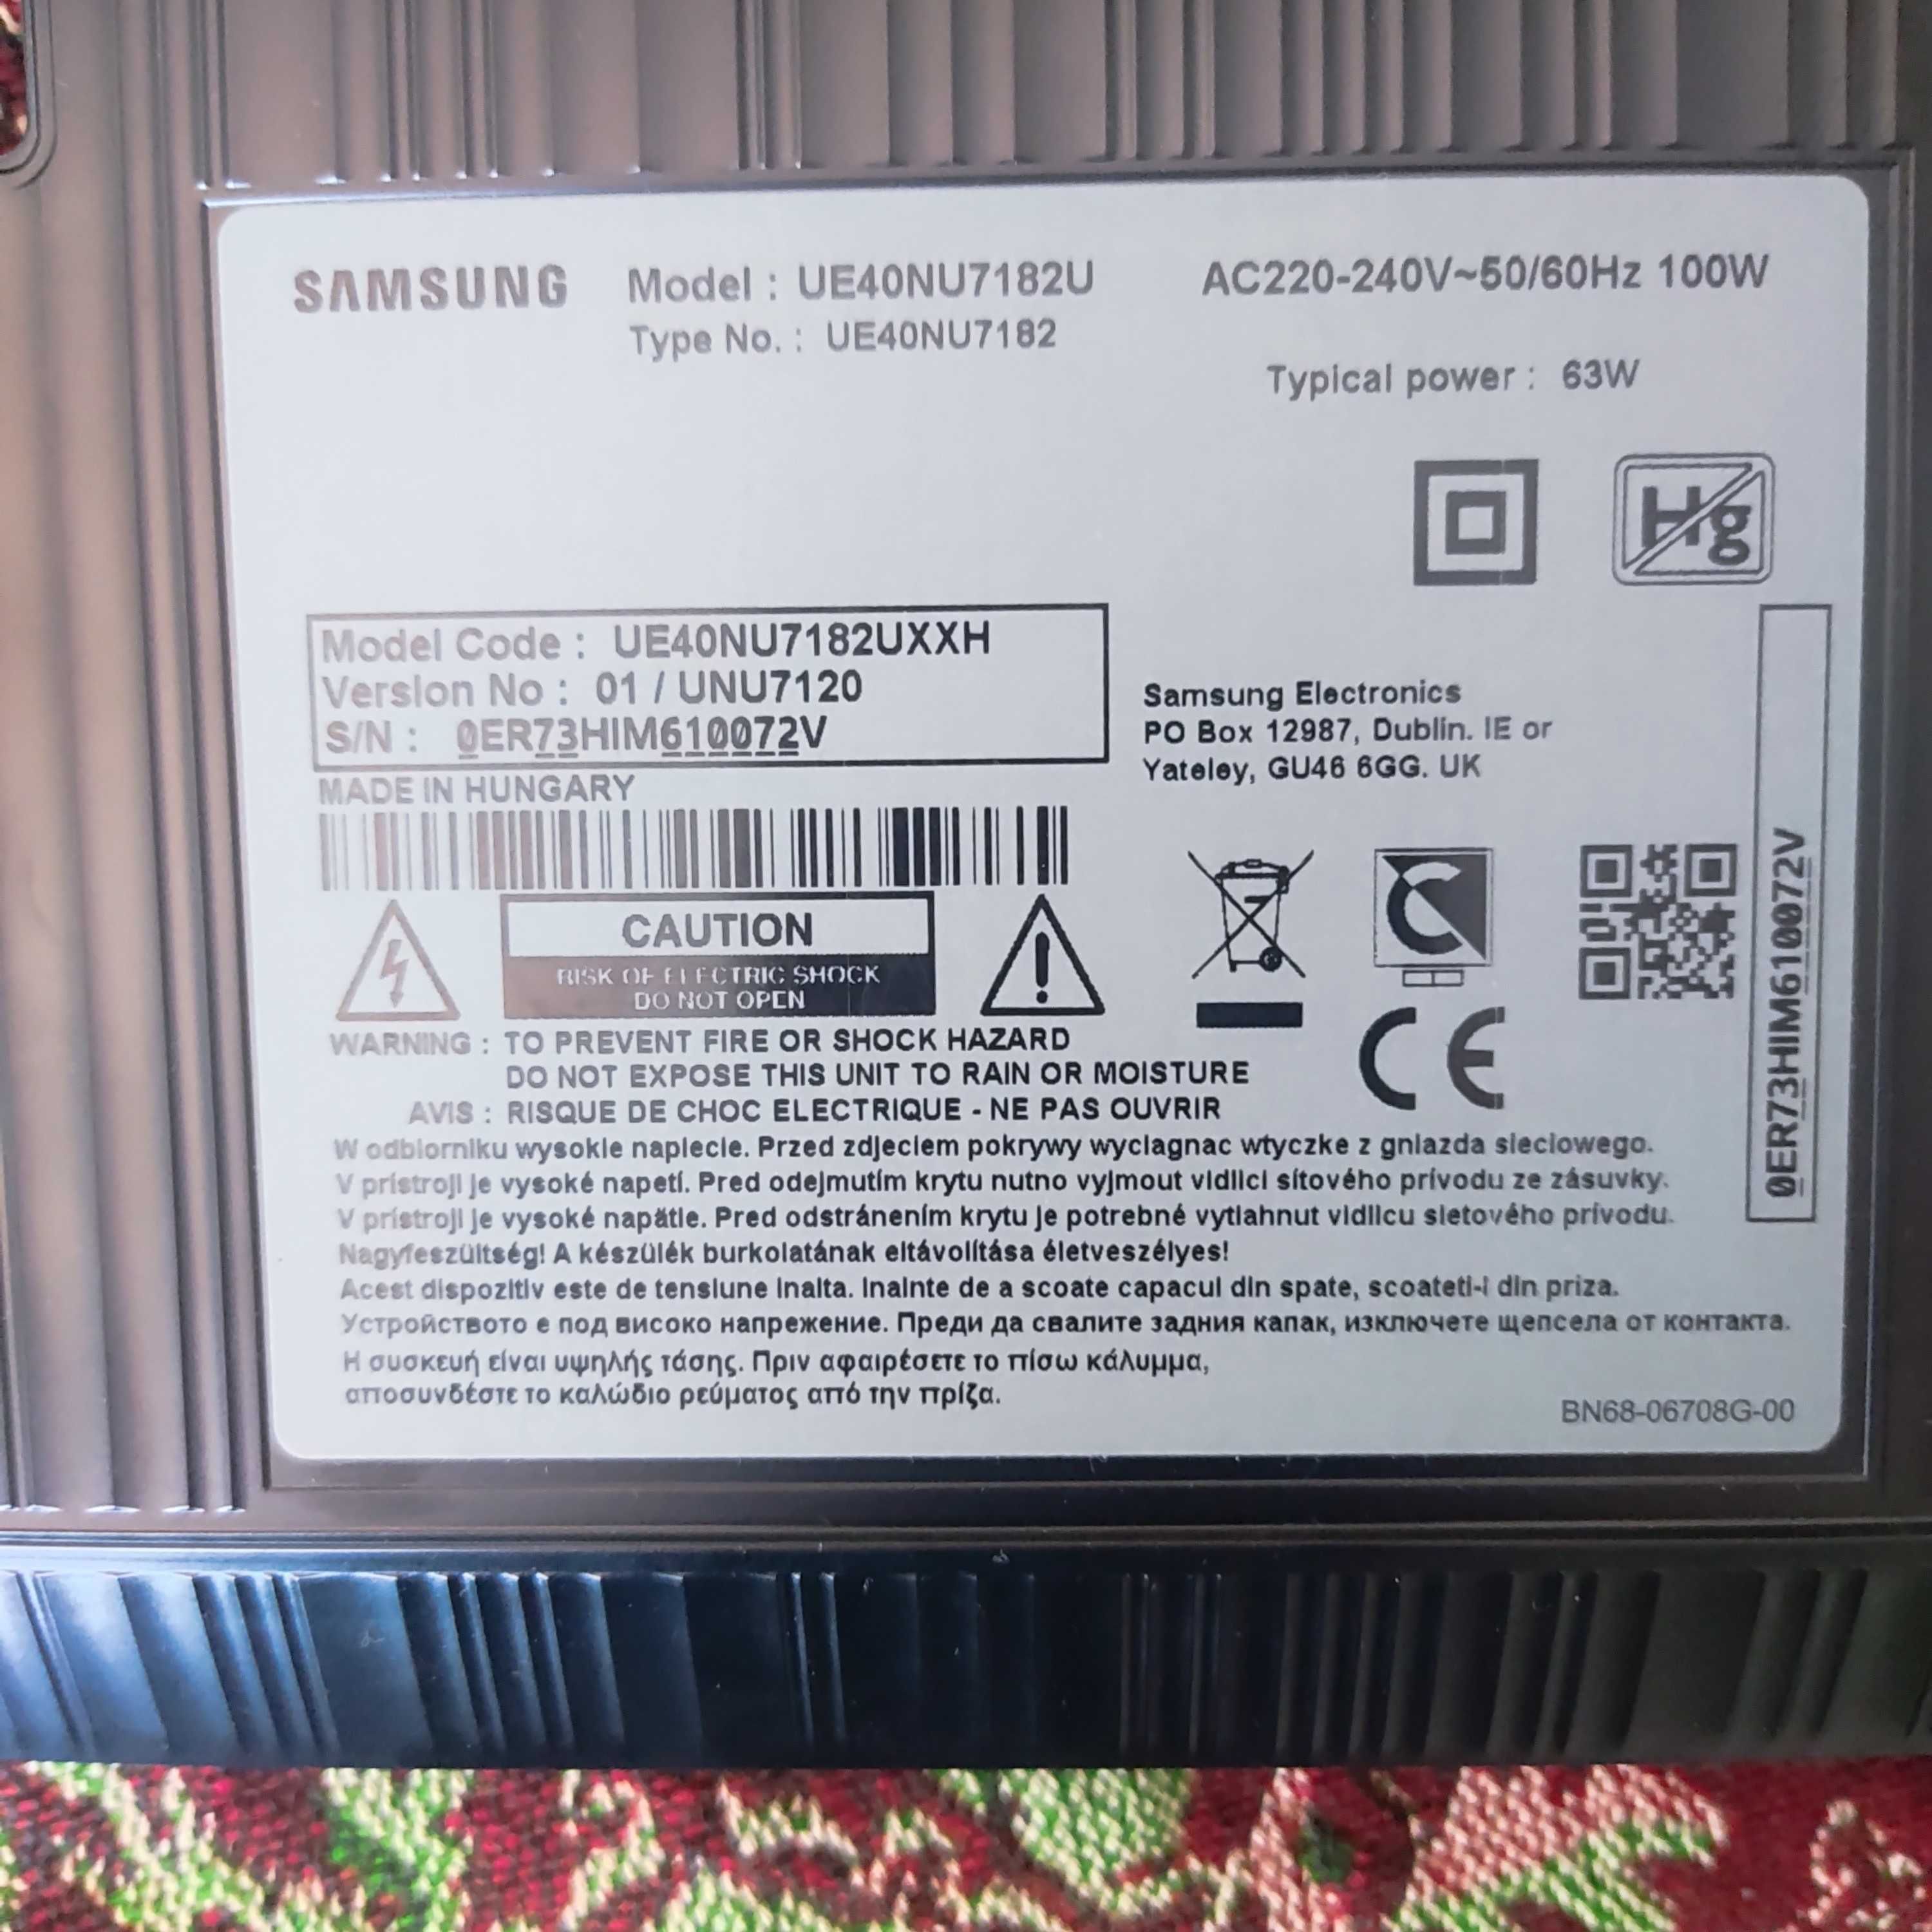 SAMSUNG Model : UE40NU7182U AC220-240V~50/60Hz 100W
Type No. : UE40NU7182
Typical power : 63W
Hg
Model Code : UE40NU7182UXXH
Version No : 01 / UNU7120
S/N : 0ER73HIM610072V
MADE IN HUNGARY
Samsung Electronics
PO Box 12987, Dublin. IE or
Yateley, GU46 6GG. UK
0ER73HIM610072V
CAUTION
RISK OF ELECTRIC SHOCK
DO NOT OPEN
C
CE
WARNING : TO PREVENT FIRE OR SHOCK HAZARD
DO NOT EXPOSE THIS UNIT TO RAIN OR MOISTURE
AVIS : RISQUE DE CHOC ELECTRIQUE - NE PAS OUVRIR
W odbiorniku wysokie napiecie. Przed zdjeciem pokrywy wyciagnac wtyczke z gniazda sieciowego.
V prístroji je vysoké napetí. Pred odejmutím krytu nutno vyjmout vidlici sítového prívodu ze zásuvky.
V prístroji je vysoké napätie. Pred odstránením krytu je potrebné vytiahnut vidlicu sietového prívodu.
Nagyfeszültség! A készülék burkolatának eltávolítása életveszélyes!
Acest dispozitiv este de tensiune inalta. Inainte de a scoate capacul din spate, scoateti-l din priza.
Устройството е под високо напрежение. Преди да свалите задния капак, изключете щепсела от контакта.
Η συσκευή είναι υψηλής τάσης. Πριν αφαιρέσετε το πίσω κάλυμμα,
αποσυνδέστε το καλώδιο ρεύματος από την πρίζα.
BN68-06708G-00